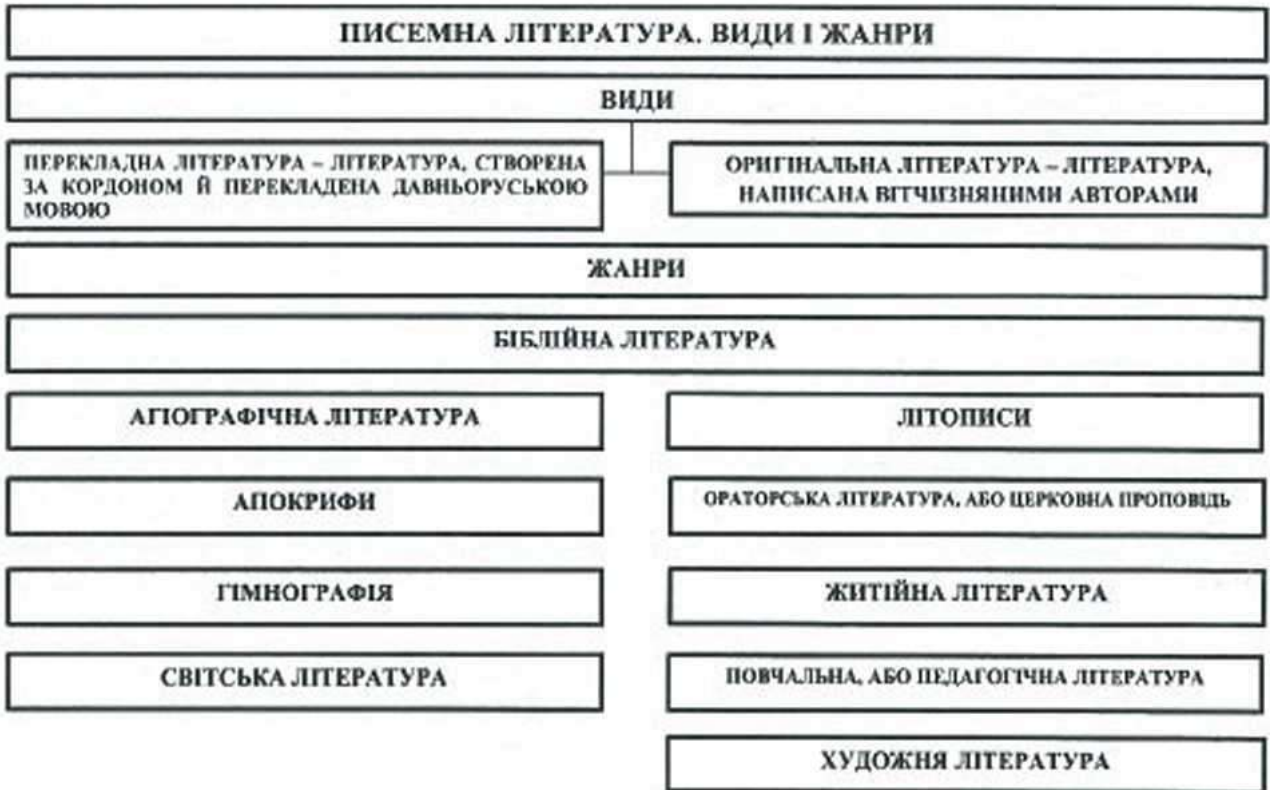 ПИСЕМНА ЛІТЕРАТУРА. ВИДИ І ЖАНРИ
ВИДИ
ПЕРЕКЛАДНА ЛІТЕРАТУРА – ЛІТЕРАТУРА, СТВОРЕНА
ЗА КОРДОНОМ Й ПЕРЕКЛАДЕНА ДАВНЬОРУСЬКОЮ
МОВОЮ
ОРИГІНАЛЬНА ЛІТЕРАТУРА – ЛІТЕРАТУРА,
НАПИСАНА ВІТЧИЗНЯНИМИ АВТОРАМИ
ЖАНРИ
БІБЛІЙНА ЛІТЕРАТУРА
АГІОГРАФІЧНА ЛІТЕРАТУРА
ЛІТОПИСИ
АПОКРИФИ
ОРАТОРСЬКА ЛІТЕРАТУРА, АБО ЦЕРКОВНА ПРОПОВІДЬ
ГІМНОГРАФІЯ
ЖИТІЙНА ЛІТЕРАТУРА
СВІТСЬКА ЛІТЕРАТУРА
ПОВЧАЛЬНА, АБО ПЕДАГОГІЧНА ЛІТЕРАТУРА
ХУДОЖНЯ ЛІТЕРАТУРА